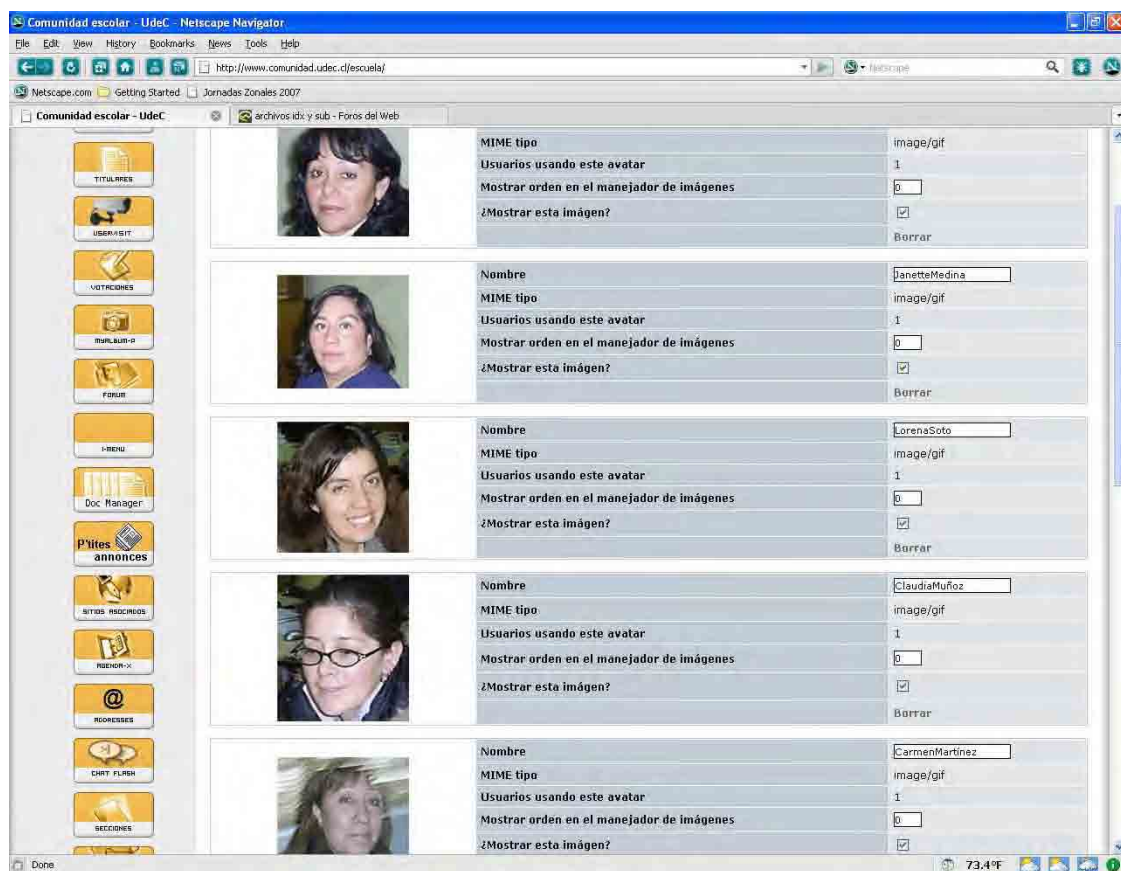 Comunidad escolar - UdeC - Netscape Navigator
File Edit View History Bookmarks News Tools Help
http://www.comunidad.udec.cl/escuela/
Netscape
Netscape.com Getting Started Jornadas Zonales 2007
Comunidad escolar - UdeC archivos idx y sub - Foros del Web
TITULARES
USERVISIT
VOTACIONES
MYALBUM-P
FORUM
I-MENU
Doc Manager
P'tites annonces
SITIOS ASOCIADOS
AGENDA-X
@
ADDRESSES
CHAT FLASH
SECCIONES
MIME tipo image/gif
Usuarios usando este avatar 1
Mostrar orden en el manejador de imágenes 0
¿Mostrar esta imágen?
Borrar
Nombre JanetteMedina
MIME tipo image/gif
Usuarios usando este avatar 1
Mostrar orden en el manejador de imágenes 0
¿Mostrar esta imágen?
Borrar
Nombre LorenaSoto
MIME tipo image/gif
Usuarios usando este avatar 1
Mostrar orden en el manejador de imágenes 0
¿Mostrar esta imágen?
Borrar
Nombre ClaudiaMuñoz
MIME tipo image/gif
Usuarios usando este avatar 1
Mostrar orden en el manejador de imágenes 0
¿Mostrar esta imágen?
Borrar
Nombre CarmenMartínez
MIME tipo image/gif
Usuarios usando este avatar 1
Mostrar orden en el manejador de imágenes 0
¿Mostrar esta imágen?
Done 73.4°F